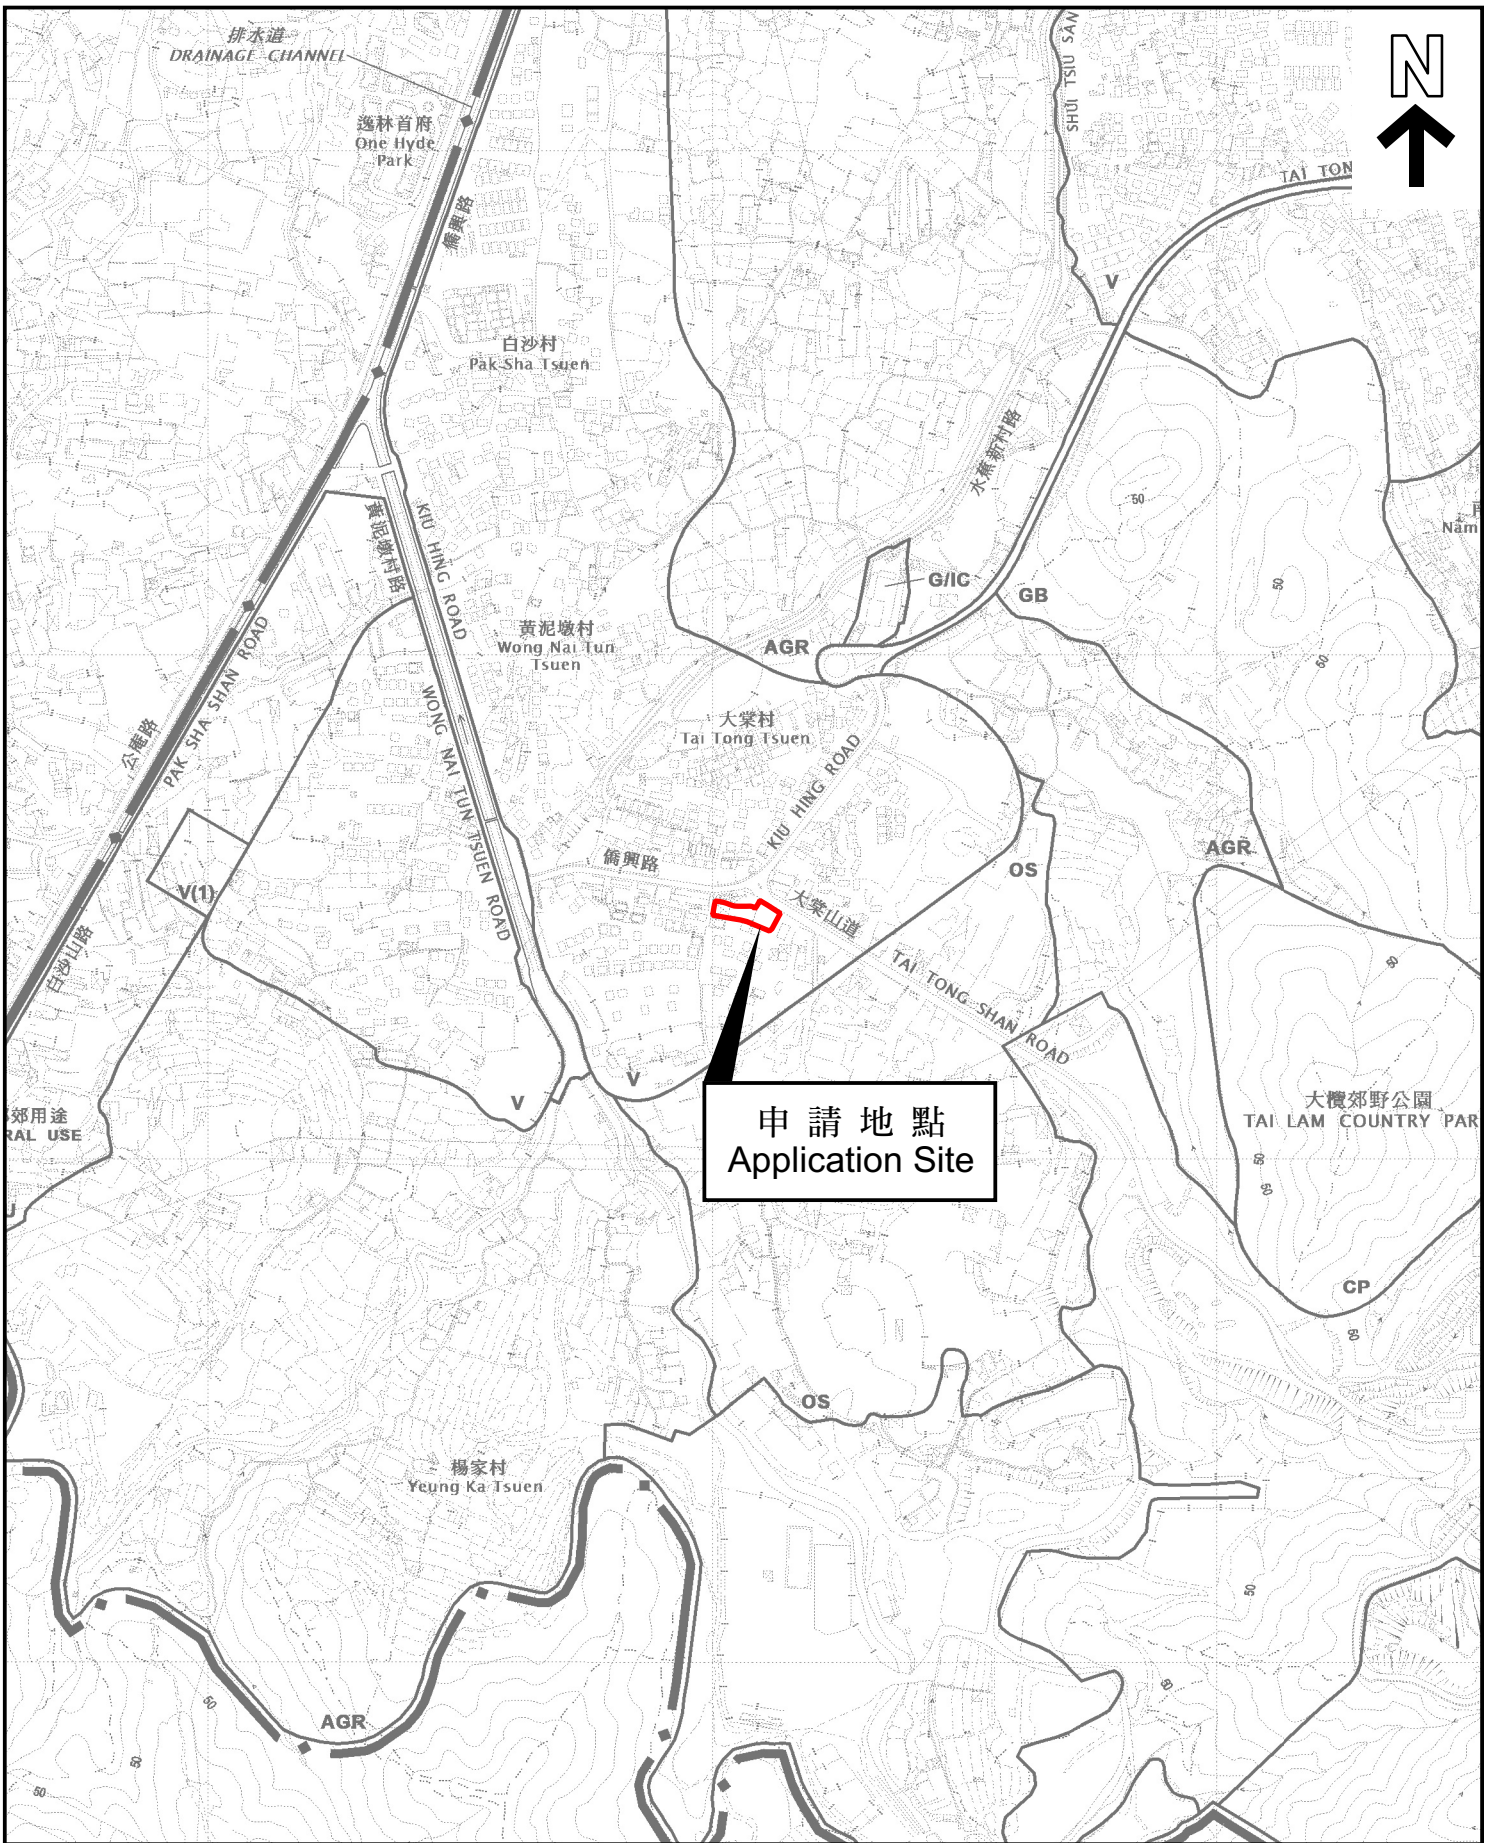 排水道
DRAINAGE CHANNEL
逸林首府
One Hyde
Park
僑興路
SHUI TSIU SAN
N
TAI TON
V
白沙村
Pak Sha Tsuen
水蕉新村路
50
Nam
黃泥墩村路
KIU HING ROAD
G/IC
GB
50
黃泥墩村
Wong Nai Tun
Tsuen
AGR
50
公庵路
PAK SHA SHAN ROAD
WONG NAI TUN TSUEN ROAD
大棠村
Tai Tong Tsuen
KIU HING ROAD
僑興路
AGR
OS
V(1)
大棠山道
白沙山路
TAI TONG SHAN ROAD
50
V
V
郊用途
RAL USE
申請地點
Application Site
大欖郊野公園
TAI LAM COUNTRY PAR
50
50
U
CP
50
OS
楊家村
Yeung Ka Tsuen
50
50
50
AGR
50
50